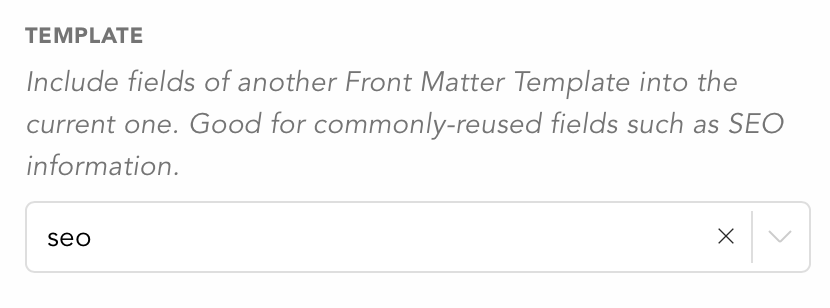 TEMPLATE
Include fields of another Front Matter Template into the
current one. Good for commonly-reused fields such as SEO
information.
seo